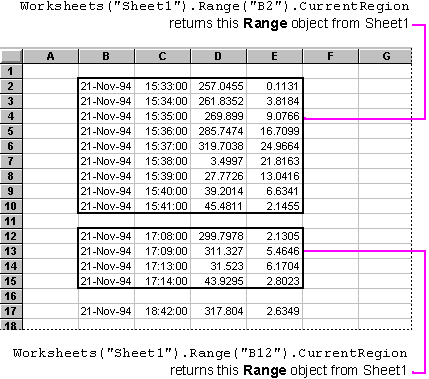 Worksheets("Sheet1").Range("B2").CurrentRegion
returns this Range object from Sheet1
A B C D E F G
1
2 21-Nov-94 15:33:00 257.0455 0.1131
3 21-Nov-94 15:34:00 261.8352 3.8184
4 21-Nov-94 15:35:00 269.899 9.0766
5 21-Nov-94 15:36:00 285.7474 16.7099
6 21-Nov-94 15:37:00 319.7038 24.9664
7 21-Nov-94 15:38:00 3.4997 21.8163
8 21-Nov-94 15:39:00 27.7726 13.0416
9 21-Nov-94 15:40:00 39.2014 6.6341
10 21-Nov-94 15:41:00 45.4811 2.1455
11
12 21-Nov-94 17:08:00 299.7978 2.1305
13 21-Nov-94 17:09:00 311.327 5.4646
14 21-Nov-94 17:13:00 31.523 6.1704
15 21-Nov-94 17:14:00 43.9295 2.8023
16
17 21-Nov-94 18:42:00 317.804 2.6349
18
Worksheets("Sheet1").Range("B12").CurrentRegion
returns this Range object from Sheet1